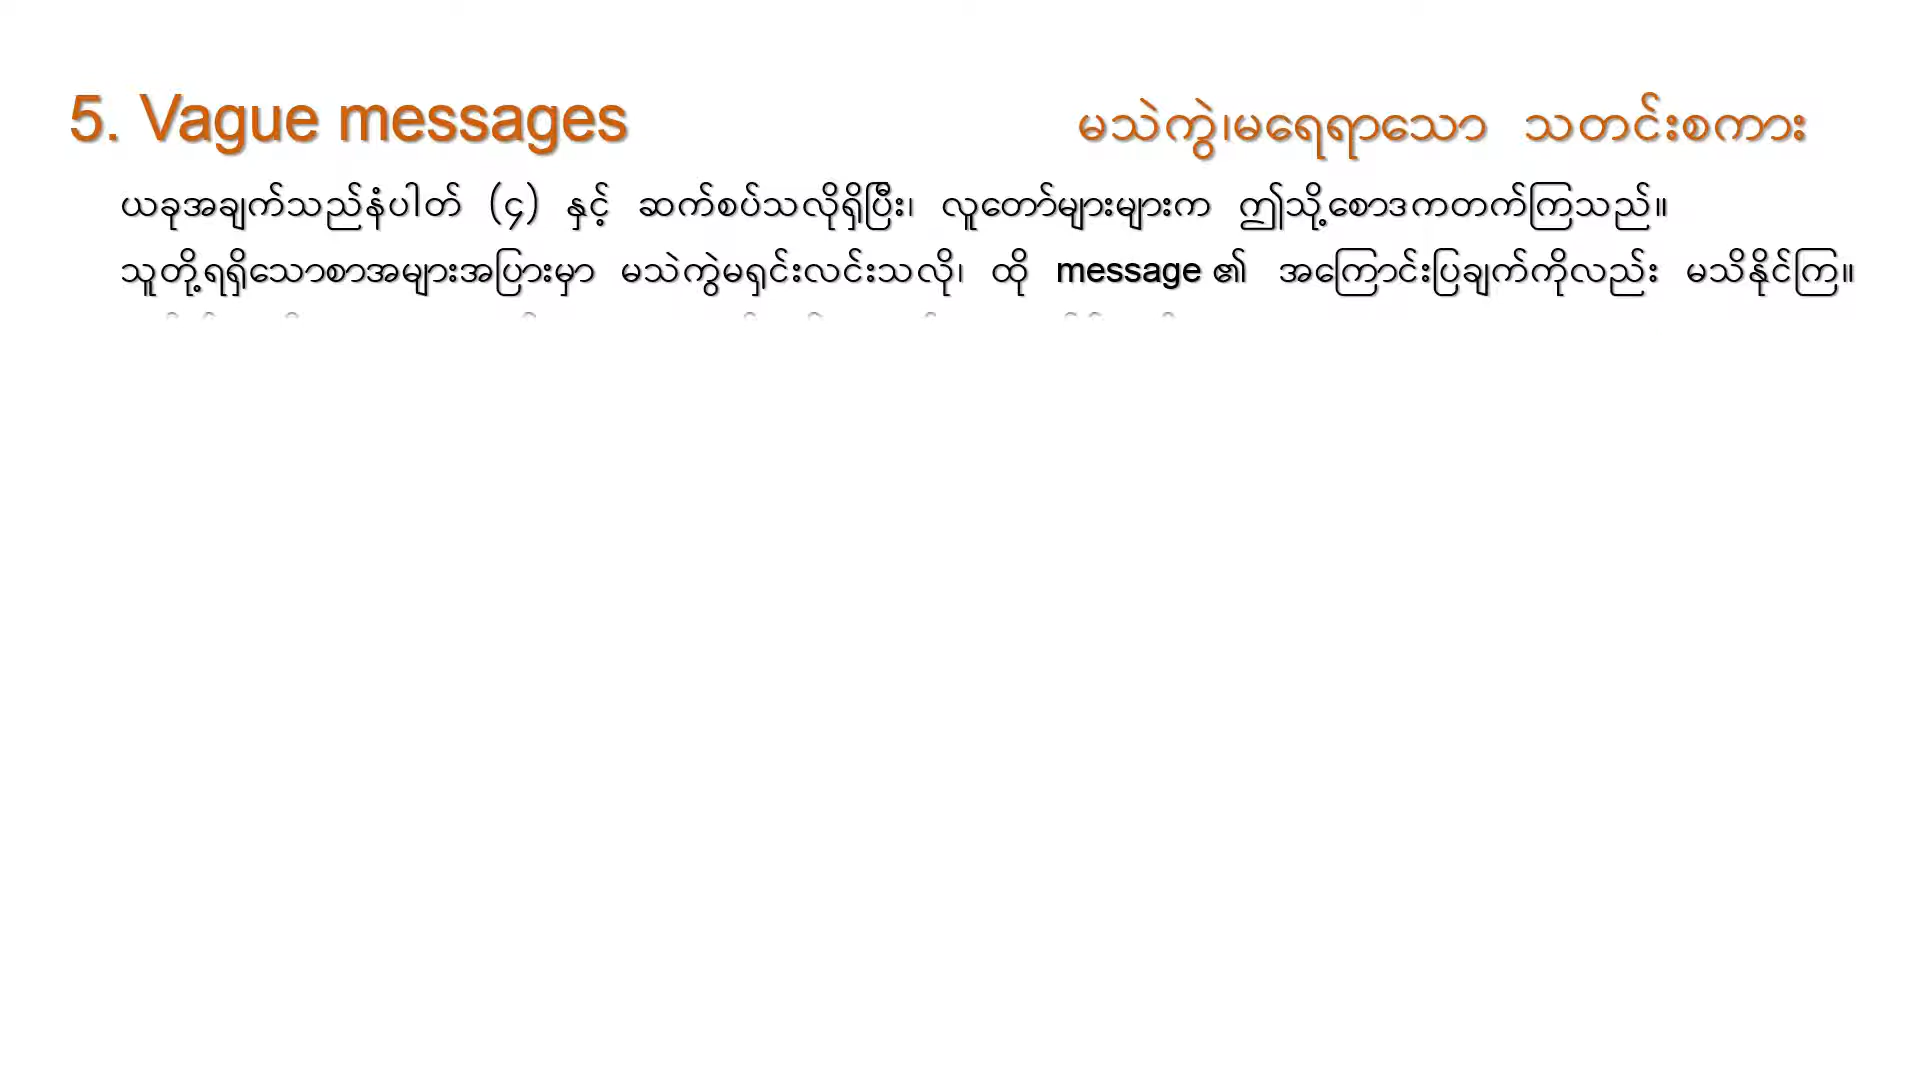 5. Vague messages မသဲကွဲ၊မရေရာသော သတင်းစကား
ယခုအချက်သည်နံပါတ် (၄) နှင့် ဆက်စပ်သလိုရှိပြီး၊ လူတော်များများက ဤသို့စောဒကတက်ကြသည်။
သူတို့ရရှိသောစာအများအပြားမှာ မသဲကွဲမရှင်းလင်းသလို၊ ထို message ၏ အကြောင်းပြချက်ကိုလည်း မသိနိုင်ကြ။